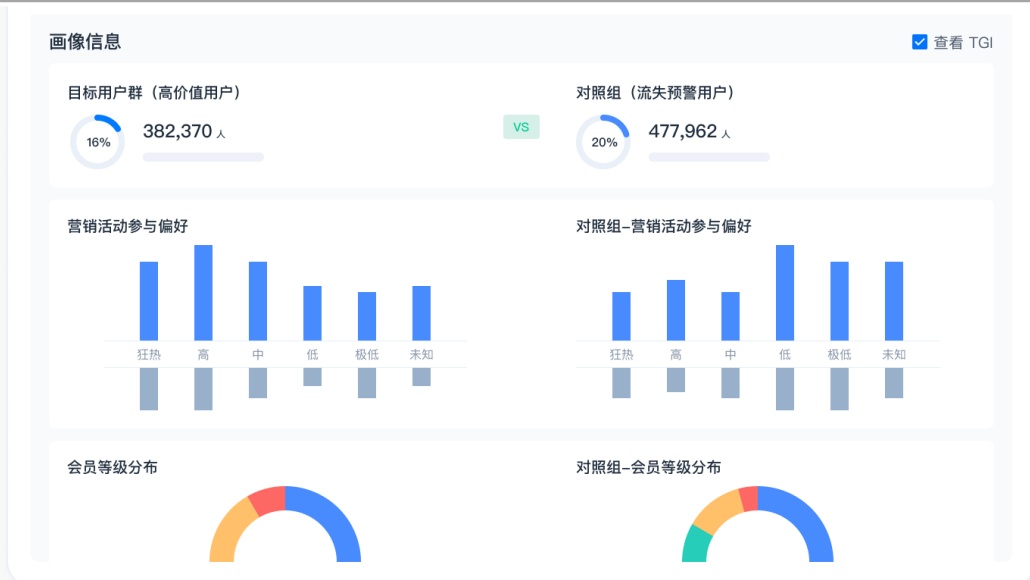 画像信息
查看 TGI
目标用户群（高价值用户）
16%
382,370 人
VS
对照组（流失预警用户）
20%
477,962 人
营销活动参与偏好
狂热 高 中 低 极低 未知
对照组–营销活动参与偏好
狂热 高 中 低 极低 未知
会员等级分布
对照组–会员等级分布